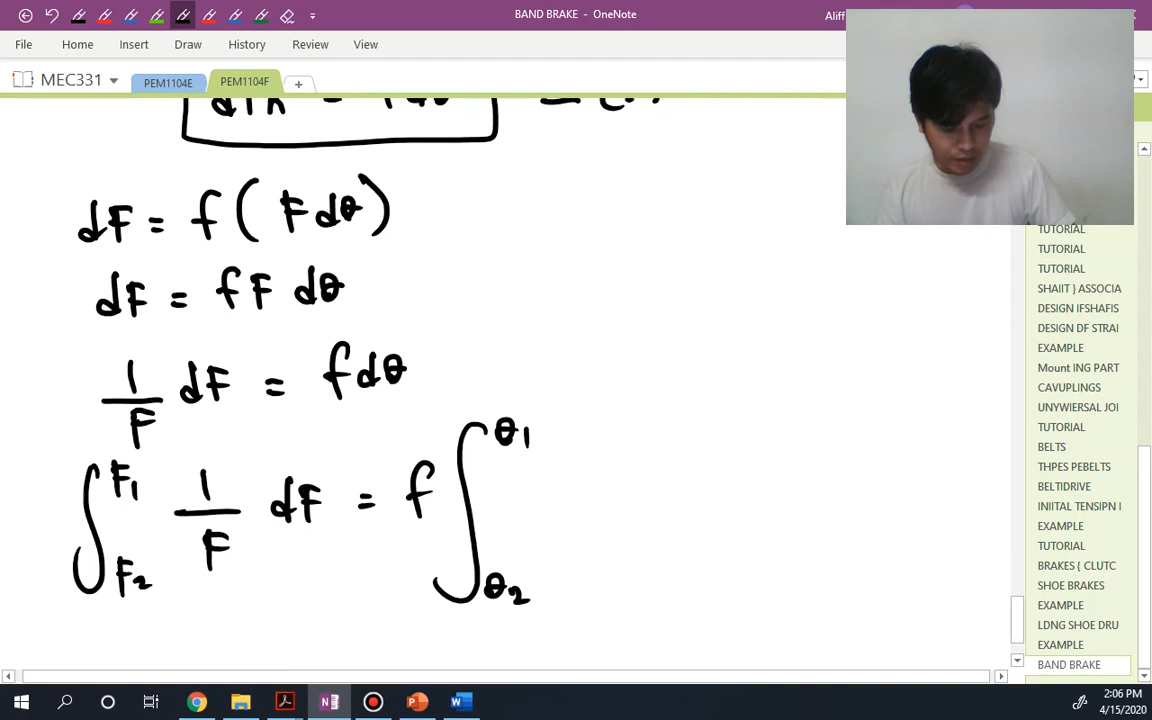 BAND BRAKE - OneNote
Aliff
File Home Insert Draw History Review View
MEC331
PEM1104E
PEM1104F
dF = f ( F dθ )
dF = f F dθ
1/F dF = f dθ
∫ F₁ F₂ 1/F dF = f ∫ θ₁ θ₂
TUTORIAL
TUTORIAL
TUTORIAL
SHAIIT } ASSOCIA
DESIGN IFSHAFIS
DESIGN DF STRAI
EXAMPLE
Mount ING PART
CAVUPLINGS
UNYWIERSAL JOI
TUTORIAL
BELTS
THPES PEBELTS
BELTIDRIVE
INIITAL TENSIPN I
EXAMPLE
TUTORIAL
BRAKES { CLUTC
SHOE BRAKES
EXAMPLE
LDNG SHOE DRU
EXAMPLE
BAND BRAKE
2:06 PM
4/15/2020